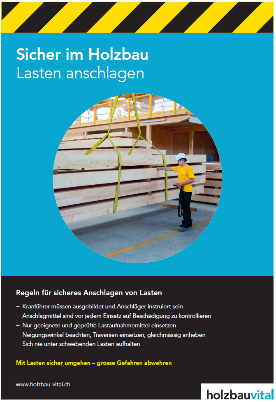 Sicher im Holzbau
Lasten anschlagen
Regeln für sicheres Anschlagen von Lasten
– Kranführer müssen ausgebildet und Anschläger instruiert sein
Anschlagmittel sind vor jedem Einsatz auf Beschädigung zu kontrollieren
– Nur geeignete und geprüfte Lastaufnahmemittel einsetzen
Neigungswinkel beachten, Traversen einsetzen, gleichmässig anheben
Sich nie unter schwebenden Lasten aufhalten
Mit Lasten sicher umgehen – grosse Gefahren abwehren
www.holzbau-vital.ch
holzbauvital